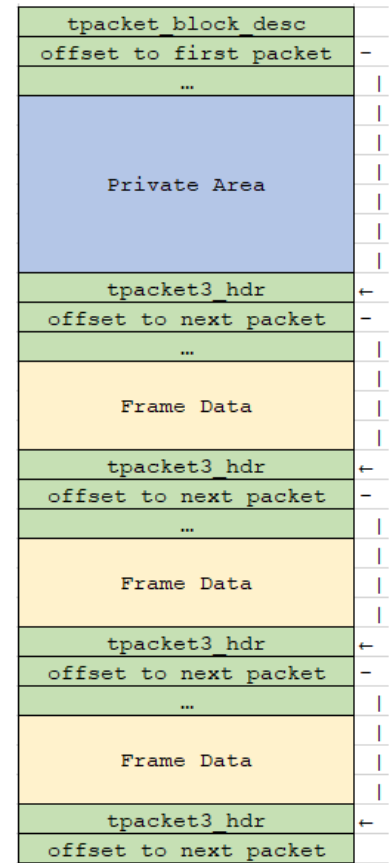 tpacket_block_desc
offset to first packet -
… |
|
|
|
Private Area |
|
|
|
tpacket3_hdr ←
offset to next packet -
… |
|
Frame Data |
|
tpacket3_hdr ←
offset to next packet -
… |
|
Frame Data |
|
tpacket3_hdr ←
offset to next packet -
… |
|
Frame Data |
|
tpacket3_hdr ←
offset to next packet